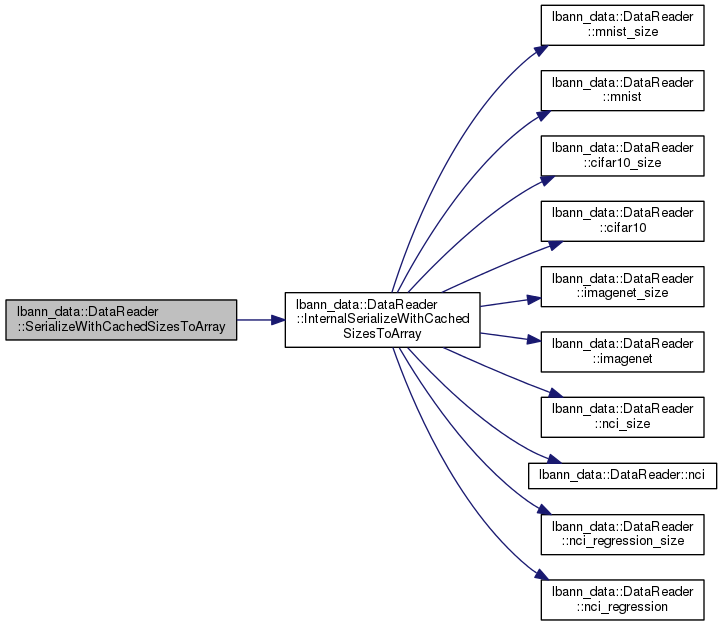 lbann_data::DataReader
::SerializeWithCachedSizesToArray
lbann_data::DataReader
::InternalSerializeWithCached
SizesToArray
lbann_data::DataReader
::mnist_size
lbann_data::DataReader
::mnist
lbann_data::DataReader
::cifar10_size
lbann_data::DataReader
::cifar10
lbann_data::DataReader
::imagenet_size
lbann_data::DataReader
::imagenet
lbann_data::DataReader
::nci_size
lbann_data::DataReader::nci
lbann_data::DataReader
::nci_regression_size
lbann_data::DataReader
::nci_regression